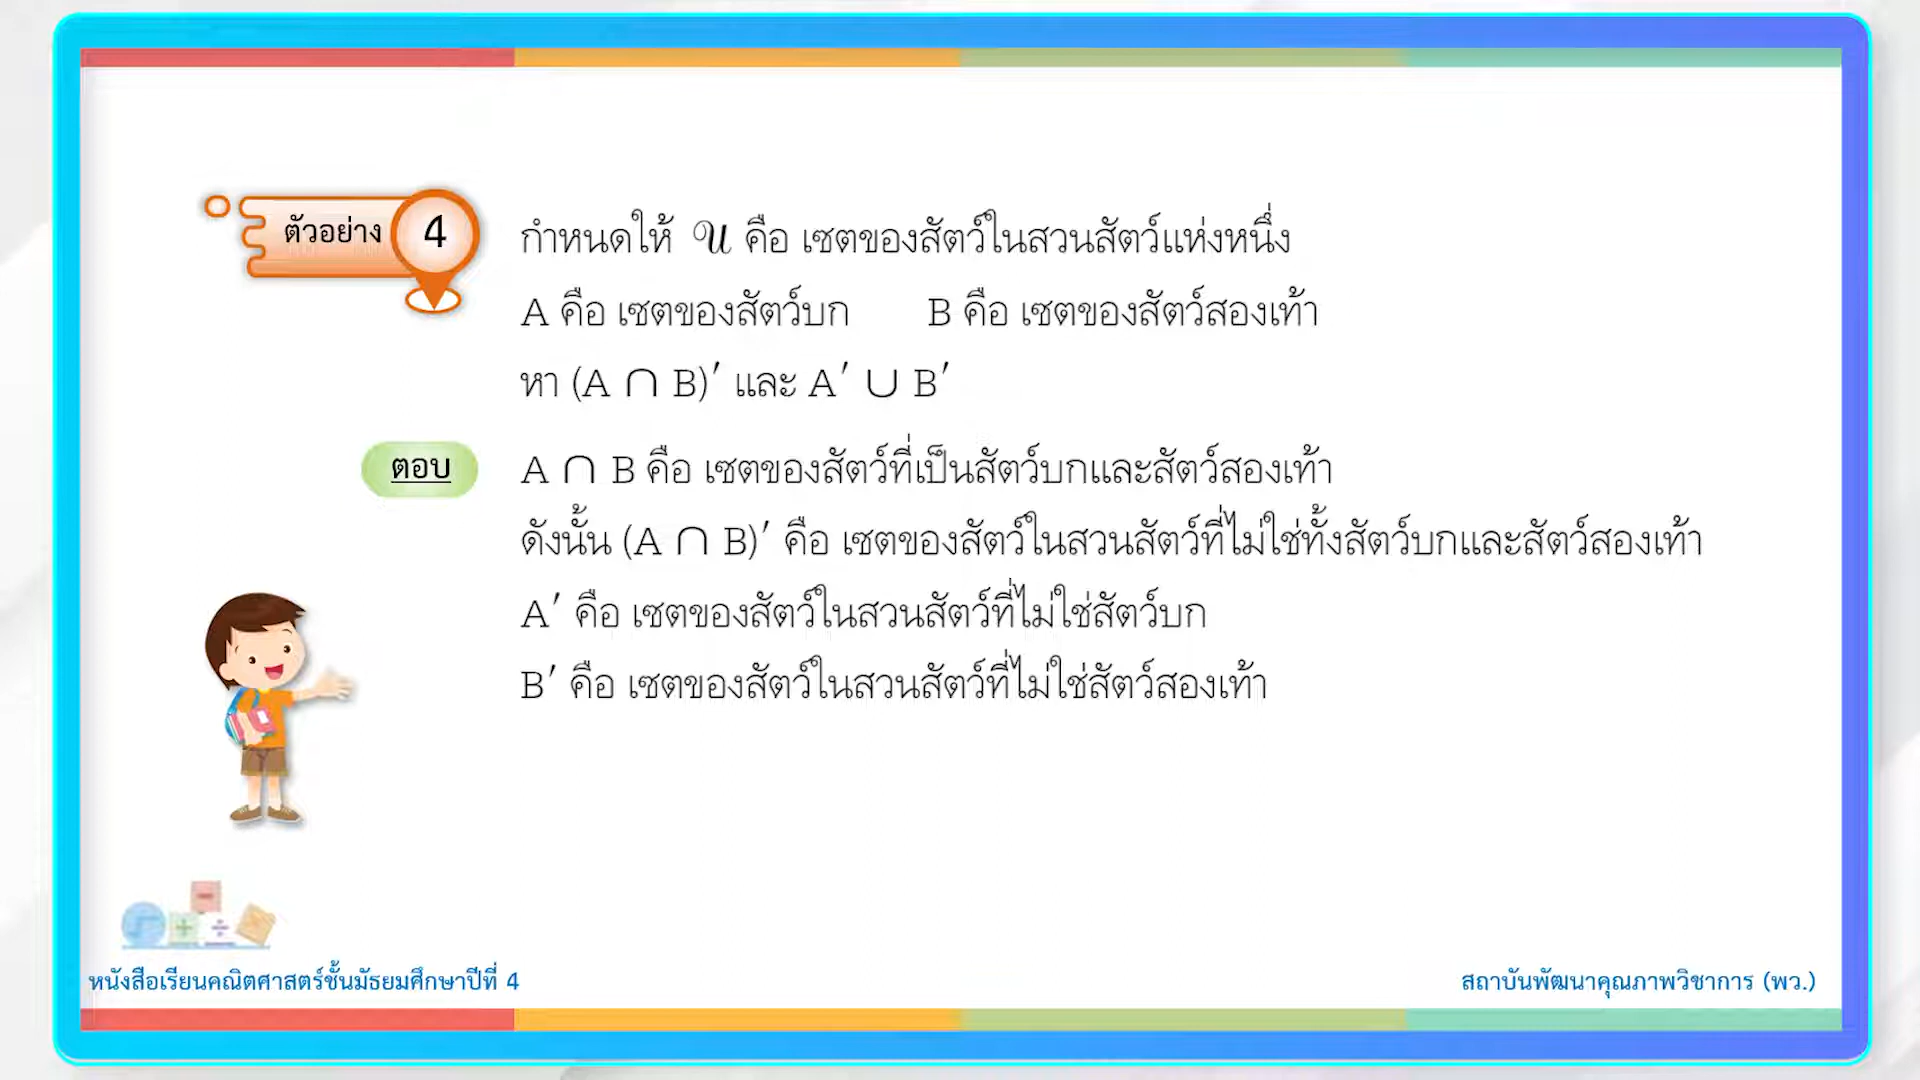 ตัวอย่าง 4
กำหนดให้ 𝒰 คือ เซตของสัตว์ในสวนสัตว์แห่งหนึ่ง
A คือ เซตของสัตว์บก B คือ เซตของสัตว์สองเท้า
หา (A ∩ B)′ และ A′ ∪ B′
ตอบ A ∩ B คือ เซตของสัตว์ที่เป็นสัตว์บกและสัตว์สองเท้า
ดังนั้น (A ∩ B)′ คือ เซตของสัตว์ในสวนสัตว์ที่ไม่ใช่ทั้งสัตว์บกและสัตว์สองเท้า
A′ คือ เซตของสัตว์ในสวนสัตว์ที่ไม่ใช่สัตว์บก
B′ คือ เซตของสัตว์ในสวนสัตว์ที่ไม่ใช่สัตว์สองเท้า
หนังสือเรียนคณิตศาสตร์ชั้นมัธยมศึกษาปีที่ 4
สถาบันพัฒนาคุณภาพวิชาการ (พว.)